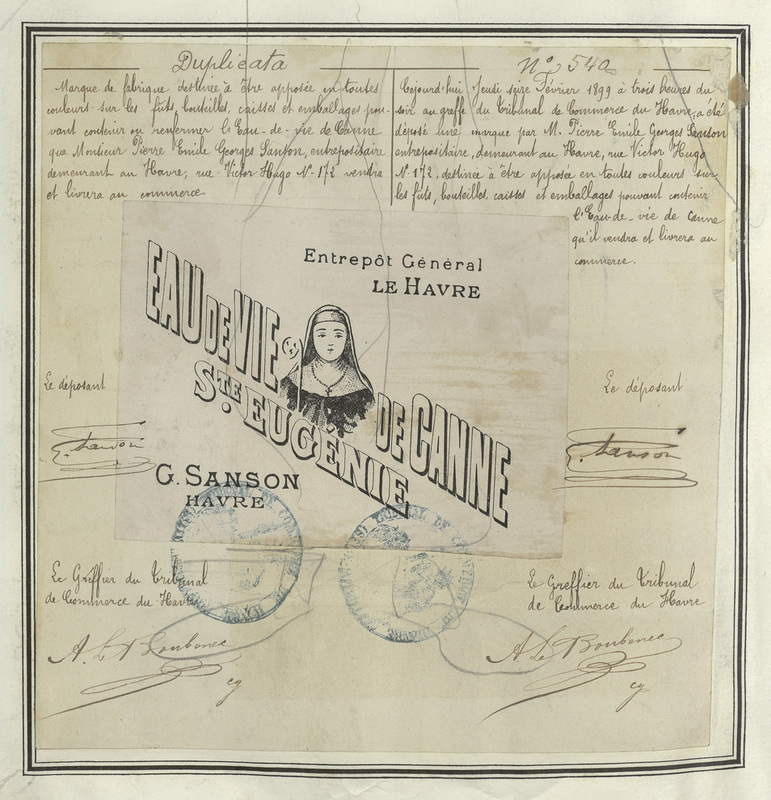 Duplicata
Marque de fabrique destinée à être apposée en toutes
couleurs sur les fûts, bouteilles, caisses et emballages pou-
vant contenir ou renfermer l'Eau-de-vie de Canne
que Monsieur Pierre Emile Georges Sanson, entrepositaire
demeurant au Havre, rue Victor Hugo N° 172 vendra
et livrera au commerce
N° 540
Cejourd'hui Jeudi seize Février 1899 à trois heures du
soir au greffe du Tribunal de Commerce du Havre, a été
déposé une marque par M. Pierre Emile Georges Sanson
entrepositaire, demeurant au Havre, rue Victor Hugo
N° 172, destinée à être apposée en toutes couleurs sur
les fûts, bouteilles, caisses et emballages pouvant contenir
l'Eau-de-vie de canne
qu'il vendra et livrera au
commerce.
Entrepôt Général
LE HAVRE
EAU DE VIE DE CANNE
STE. EUGÉNIE
G. SANSON
HAVRE
Le déposant
G. Sanson
Le déposant
G. Sanson
TRIBUNAL DE
Le Greffier du Tribunal
de Commerce du Havre
Le Greffier du Tribunal
de Commerce du Havre